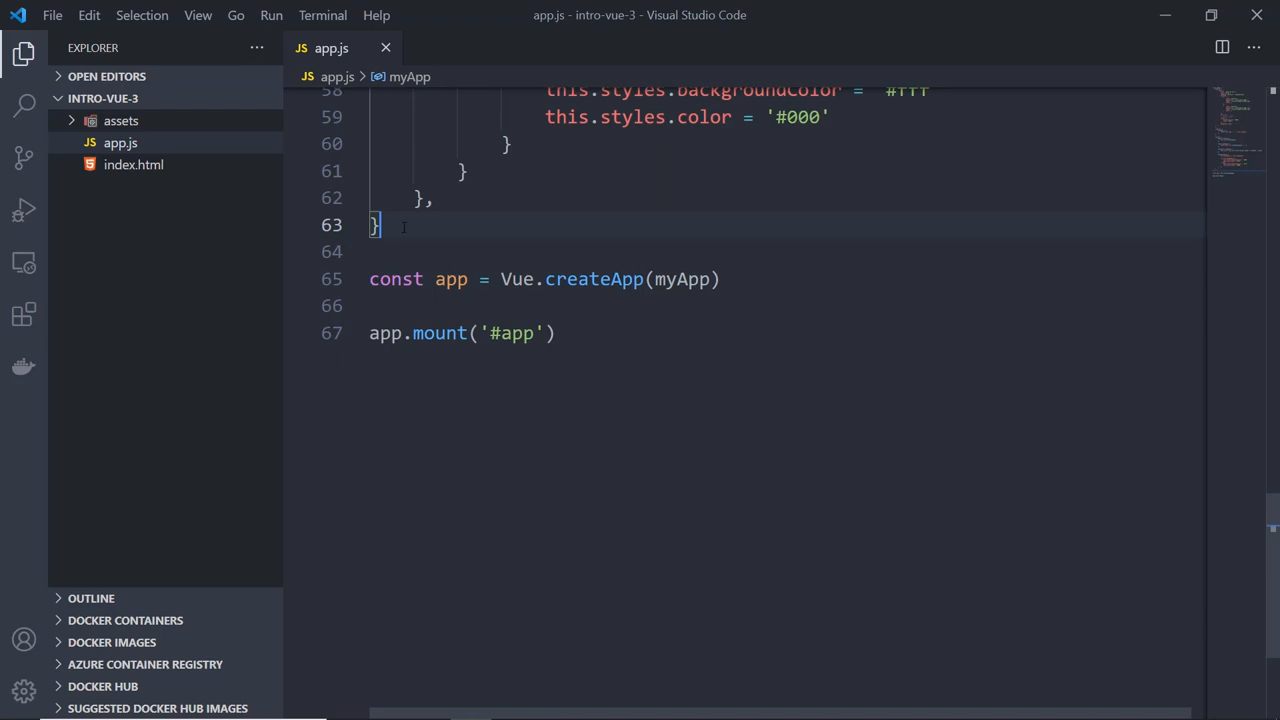 File Edit Selection View Go Run Terminal Help app.js - intro-vue-3 - Visual Studio Code
EXPLORER
OPEN EDITORS
INTRO-VUE-3
assets
JS app.js
index.html
OUTLINE
DOCKER CONTAINERS
DOCKER IMAGES
AZURE CONTAINER REGISTRY
DOCKER HUB
SUGGESTED DOCKER HUB IMAGES
JS app.js
JS app.js > myApp
58 this.styles.backgroundColor = '#fff'
59 this.styles.color = '#000'
60 }
61 }
62 },
63 }
64
65 const app = Vue.createApp(myApp)
66
67 app.mount('#app')